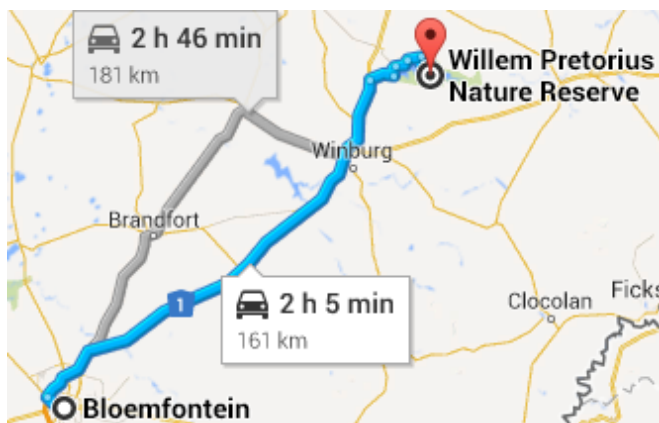 2 h 46 min
181 km
Willem Pretorius
Nature Reserve
Winburg
Brandfort
1
2 h 5 min
161 km
Clocolan
Ficks
Bloemfontein